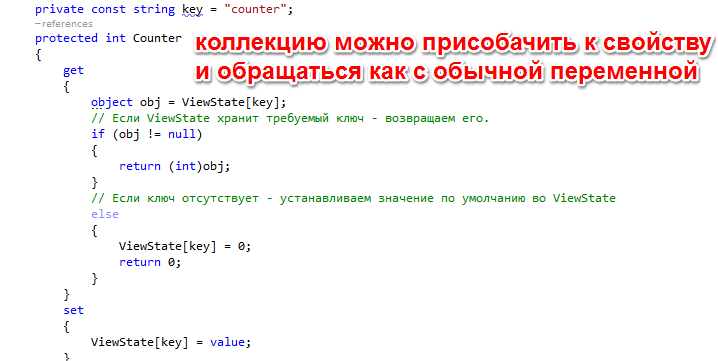 private const string key = "counter";
–references
protected int Counter
коллекцию можно присобачить к свойству
и обращаться как с обычной переменной
{
get
{
object obj = ViewState[key];
// Если ViewState хранит требуемый ключ - возвращаем его.
if (obj != null)
{
return (int)obj;
}
// Если ключ отсутствует - устанавливаем значение по умолчанию во ViewState
else
{
ViewState[key] = 0;
return 0;
}
}
set
{
ViewState[key] = value;
}